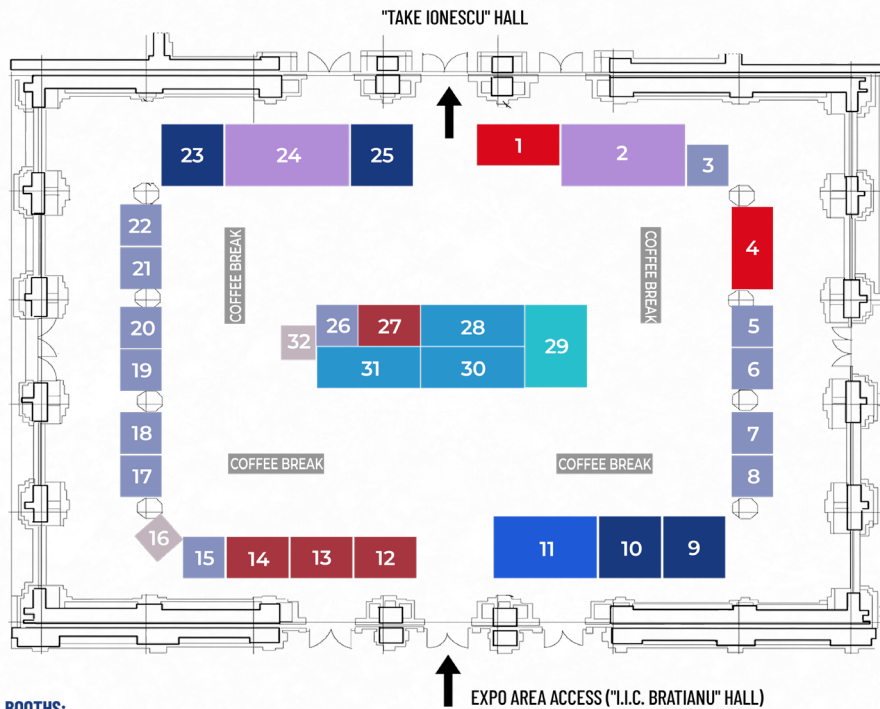 "TAKE IONESCU" HALL
23 24 25 1 2 3
22 COFFEE BREAK COFFEE BREAK 4
21
20 26 27 28 29 5
32
19 31 30 6
18 7
COFFEE BREAK COFFEE BREAK
17 8
16 15 14 13 12 11 10 9
EXPO AREA ACCESS ("I.I.C. BRATIANU" HALL)
BOOTHS: